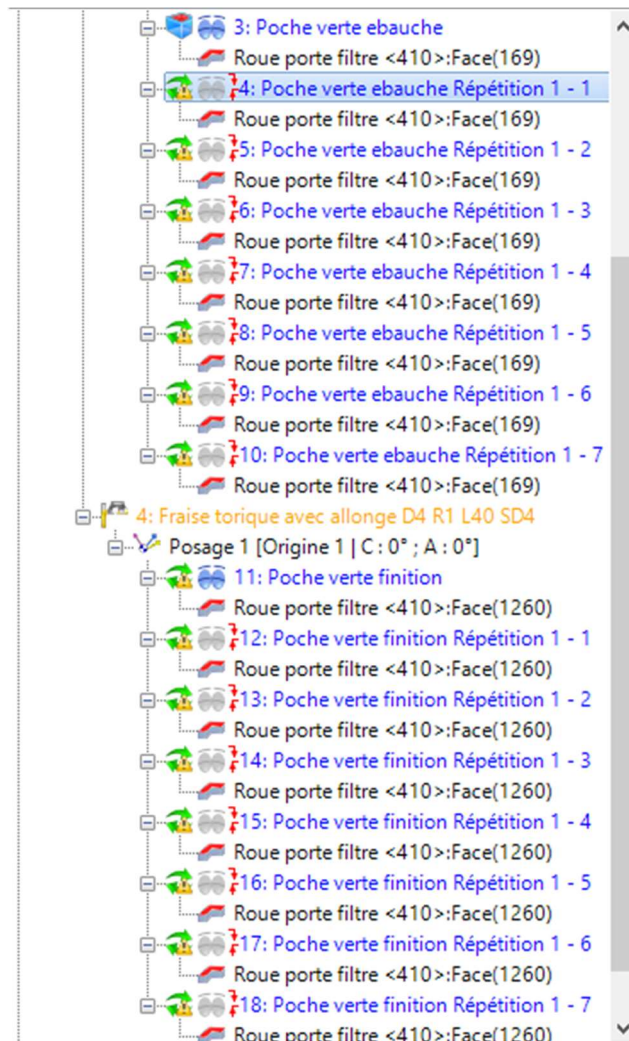 3: Poche verte ebauche
Roue porte filtre <410>:Face(169)
4: Poche verte ebauche Répétition 1 - 1
Roue porte filtre <410>:Face(169)
5: Poche verte ebauche Répétition 1 - 2
Roue porte filtre <410>:Face(169)
6: Poche verte ebauche Répétition 1 - 3
Roue porte filtre <410>:Face(169)
7: Poche verte ebauche Répétition 1 - 4
Roue porte filtre <410>:Face(169)
8: Poche verte ebauche Répétition 1 - 5
Roue porte filtre <410>:Face(169)
9: Poche verte ebauche Répétition 1 - 6
Roue porte filtre <410>:Face(169)
10: Poche verte ebauche Répétition 1 - 7
Roue porte filtre <410>:Face(169)
4: Fraise torique avec allonge D4 R1 L40 SD4
Posage 1 [Origine 1 | C : 0° ; A : 0°]
11: Poche verte finition
Roue porte filtre <410>:Face(1260)
12: Poche verte finition Répétition 1 - 1
Roue porte filtre <410>:Face(1260)
13: Poche verte finition Répétition 1 - 2
Roue porte filtre <410>:Face(1260)
14: Poche verte finition Répétition 1 - 3
Roue porte filtre <410>:Face(1260)
15: Poche verte finition Répétition 1 - 4
Roue porte filtre <410>:Face(1260)
16: Poche verte finition Répétition 1 - 5
Roue porte filtre <410>:Face(1260)
17: Poche verte finition Répétition 1 - 6
Roue porte filtre <410>:Face(1260)
18: Poche verte finition Répétition 1 - 7
Roue porte filtre <410>:Face(1260)